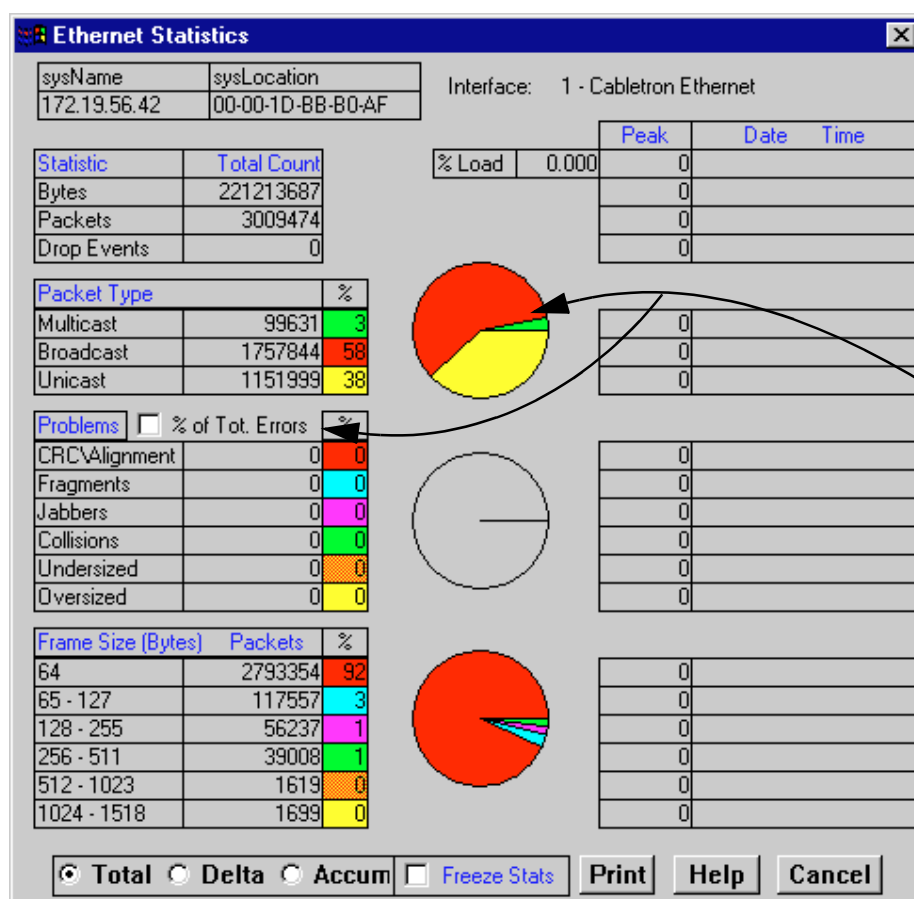 Ethernet Statistics
sysName sysLocation
172.19.56.42 00-00-1D-BB-B0-AF
Interface: 1 - Cabletron Ethernet
Peak Date Time
Statistic Total Count % Load 0.000 0
Bytes 221213687 0
Packets 3009474 0
Drop Events 0 0
Packet Type %
Multicast 99631 3 0
Broadcast 1757844 58 0
Unicast 1151999 38 0
Problems % of Tot. Errors %
CRC\Alignment 0 0 0
Fragments 0 0 0
Jabbers 0 0 0
Collisions 0 0 0
Undersized 0 0 0
Oversized 0 0 0
Frame Size (Bytes) Packets %
64 2793354 92 0
65 - 127 117557 3 0
128 - 255 56237 1 0
256 - 511 39008 1 0
512 - 1023 1619 0 0
1024 - 1518 1699 0 0
Total Delta Accum Freeze Stats Print Help Cancel